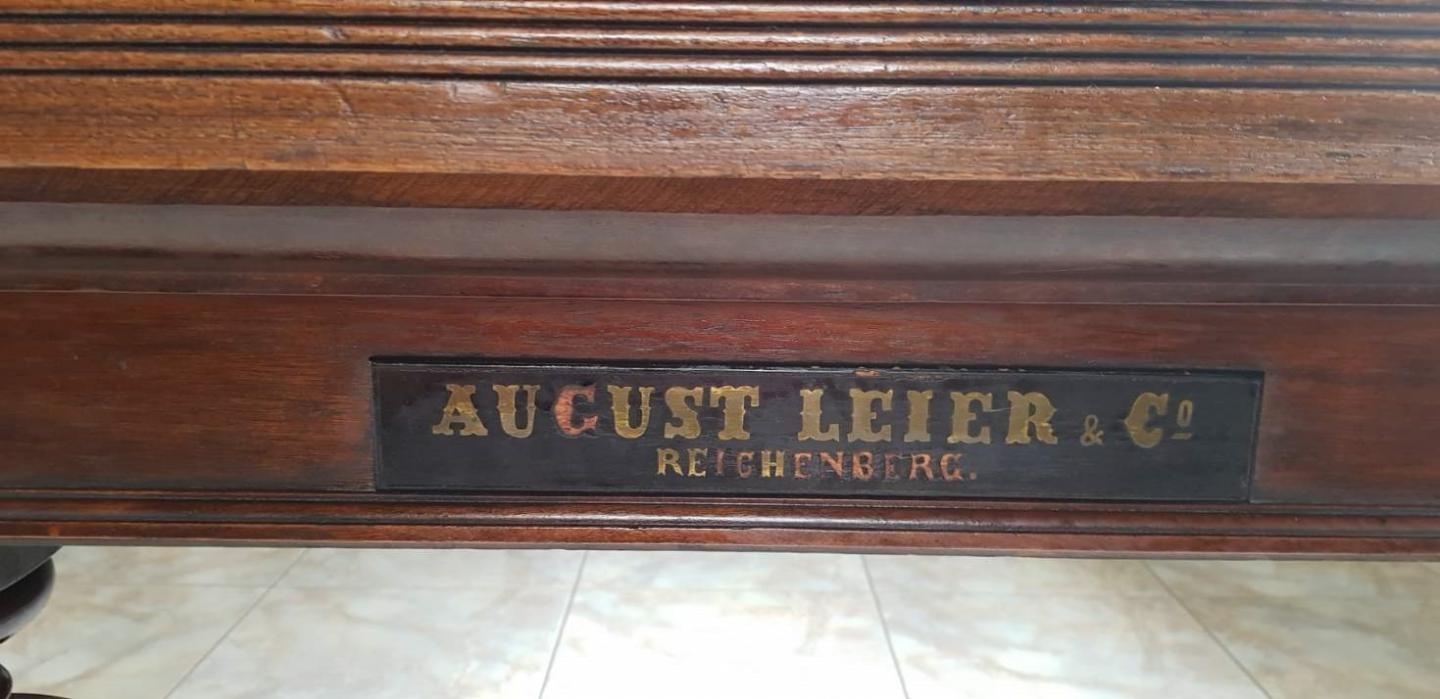 AUGUST LEIER & Cº
REICHENBERG.